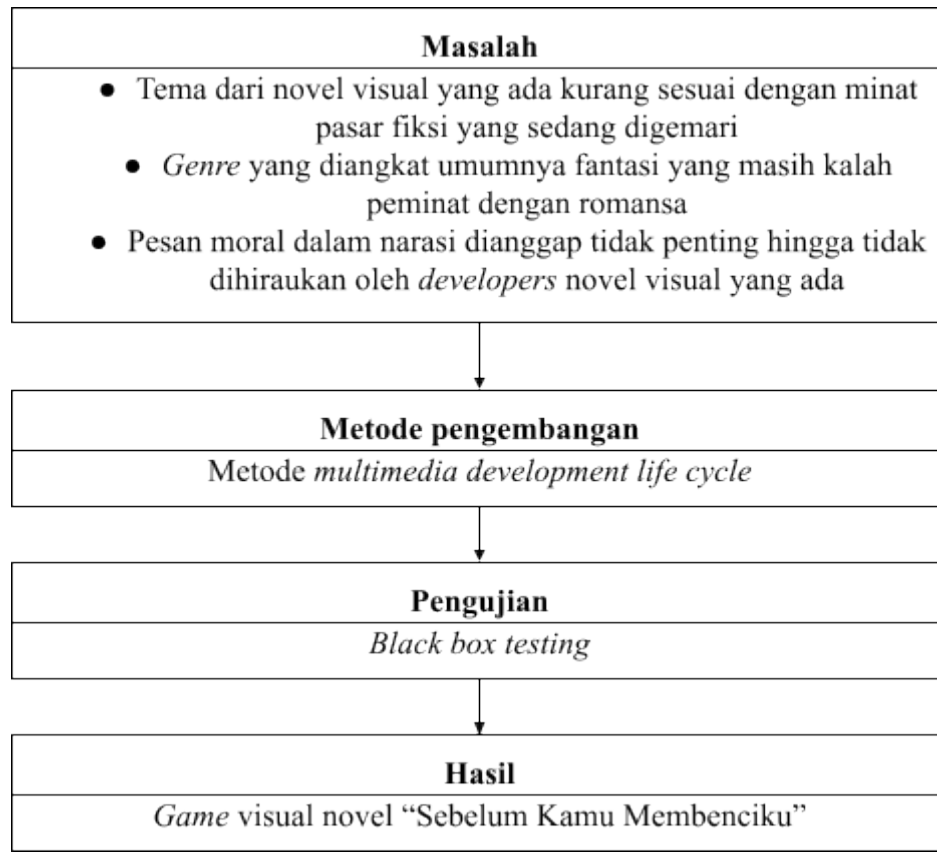 Masalah
● Tema dari novel visual yang ada kurang sesuai dengan minat
pasar fiksi yang sedang digemari
● Genre yang diangkat umumnya fantasi yang masih kalah
peminat dengan romansa
● Pesan moral dalam narasi dianggap tidak penting hingga tidak
dihiraukan oleh developers novel visual yang ada
Metode pengembangan
Metode multimedia development life cycle
Pengujian
Black box testing
Hasil
Game visual novel “Sebelum Kamu Membenciku”